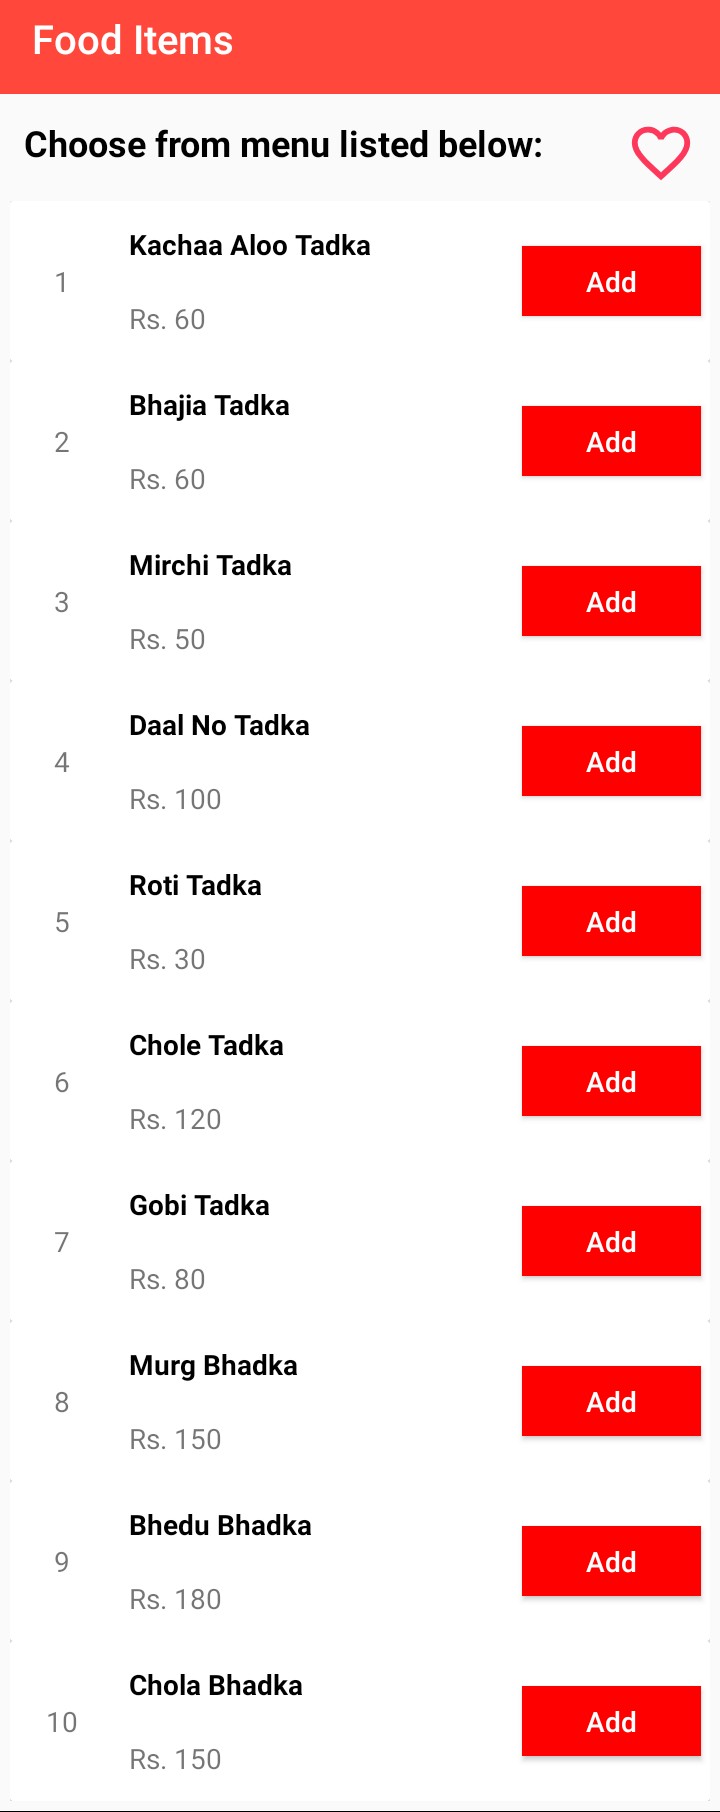 Food Items
Choose from menu listed below:
Kachaa Aloo Tadka
1
Add
Rs. 60
Bhajia Tadka
2
Add
Rs. 60
Mirchi Tadka
3
Add
Rs. 50
Daal No Tadka
4
Add
Rs. 100
Roti Tadka
5
Add
Rs. 30
Chole Tadka
6
Add
Rs. 120
Gobi Tadka
7
Add
Rs. 80
Murg Bhadka
8
Add
Rs. 150
Bhedu Bhadka
9
Add
Rs. 180
Chola Bhadka
10
Add
Rs. 150